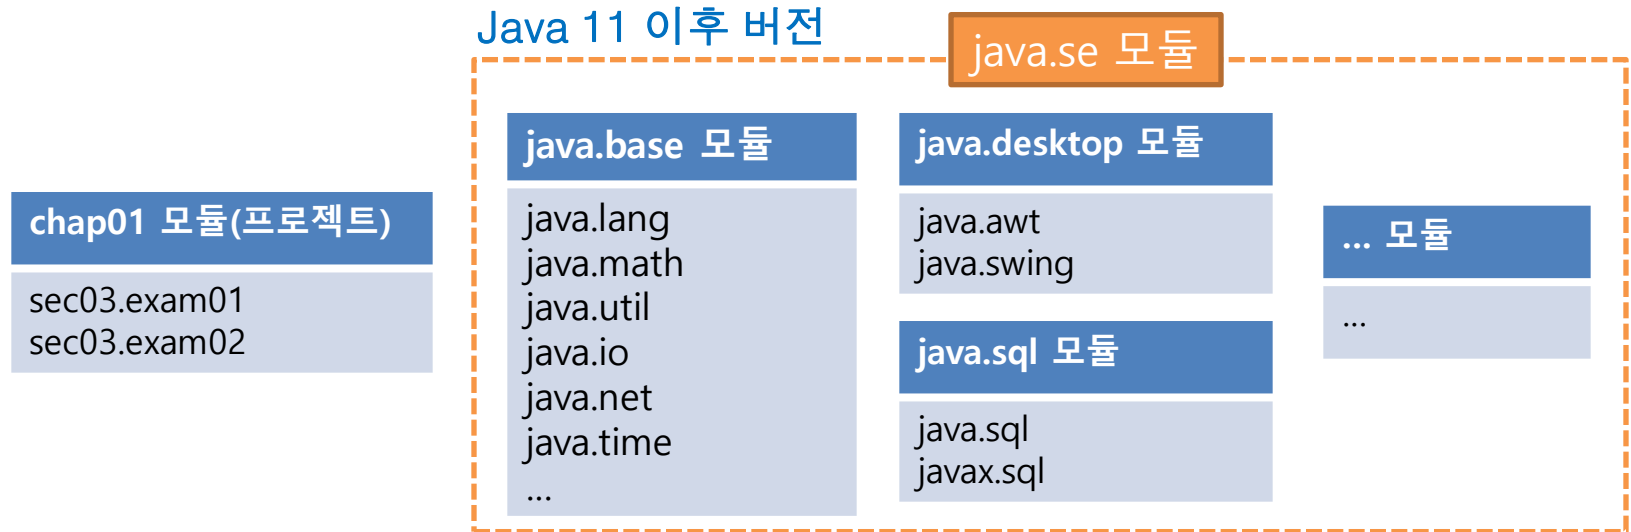 Java 11 이후 버전
java.se 모듈
chap01 모듈(프로젝트)
sec03.exam01
sec03.exam02
java.base 모듈
java.lang
java.math
java.util
java.io
java.net
java.time
...
java.desktop 모듈
java.awt
java.swing
java.sql 모듈
java.sql
javax.sql
... 모듈
...